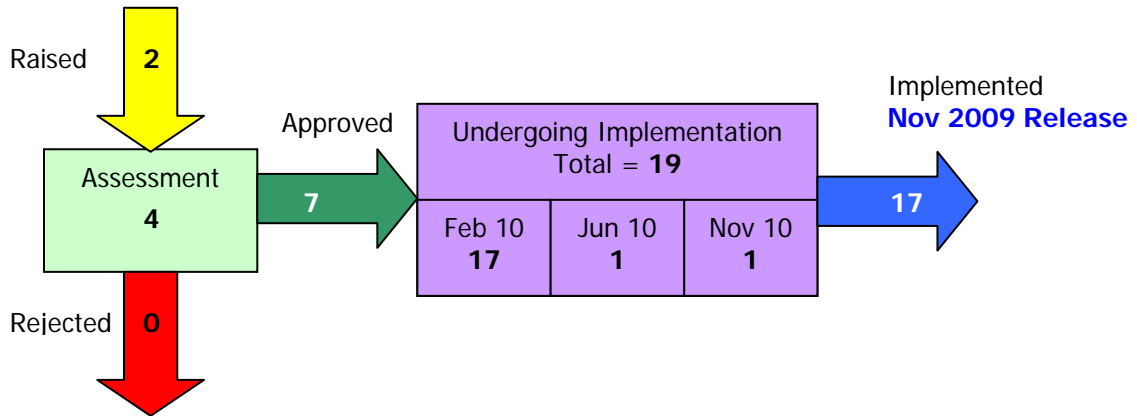 Raised
2
Assessment
4
Rejected
0
Approved
7
Undergoing Implementation
Total = 19
Feb 10
17
Jun 10
1
Nov 10
1
Implemented
Nov 2009 Release
17